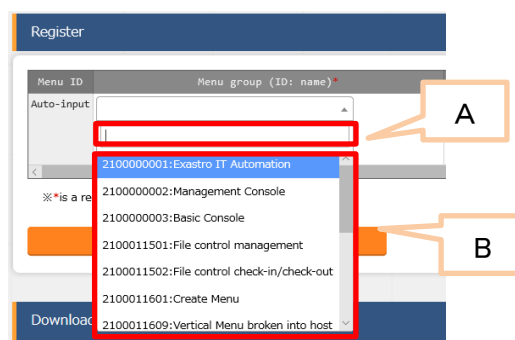 Register
Menu ID Menu group (ID: name)*
Auto-input
A
2100000001:Exastro IT Automation
2100000002:Management Console
※*is a re
2100000003:Basic Console
B
2100011501:File control management
2100011502:File control check-in/check-out
2100011601:Create Menu
Download
2100011609:Vertical Menu broken into host